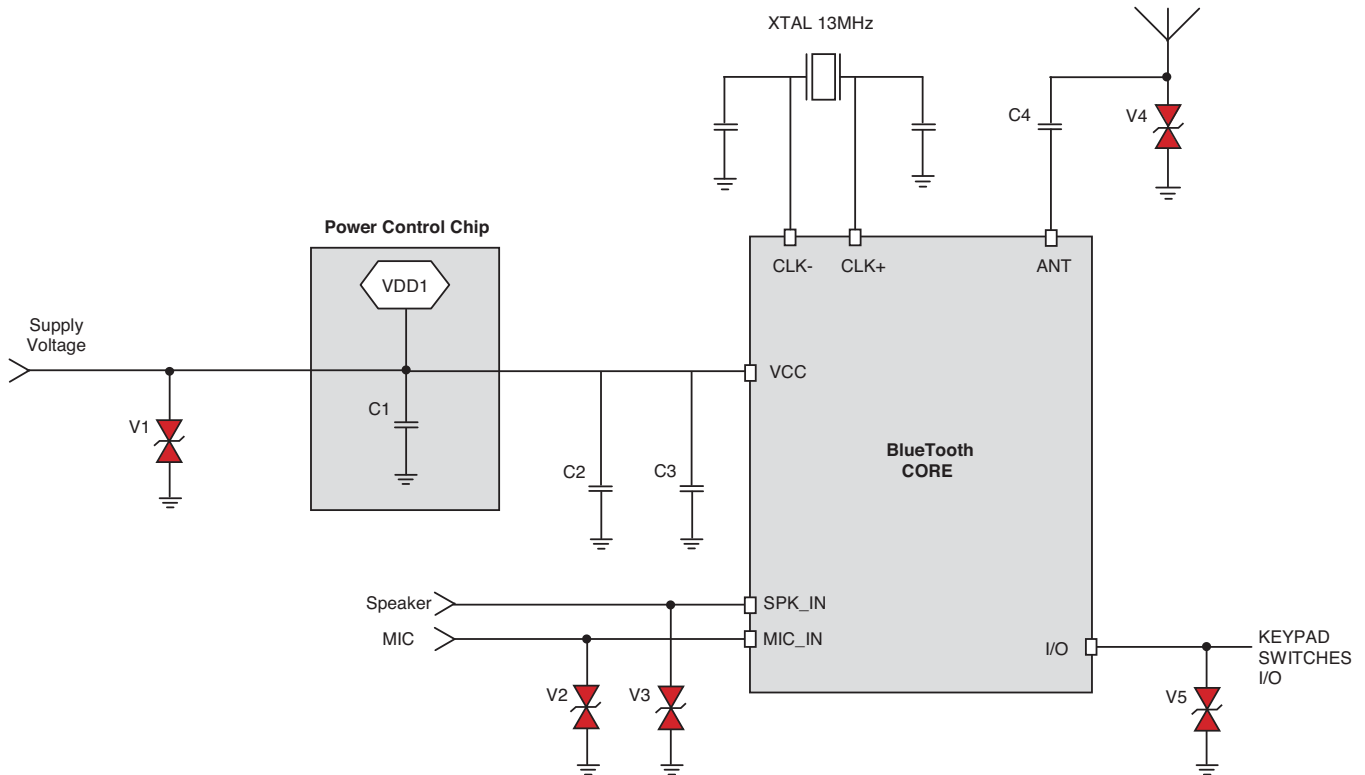 XTAL 13MHz
C4
V4
Power Control Chip
CLK-
CLK+
ANT
VDD1
Supply
Voltage
VCC
C1
V1
BlueTooth
CORE
C2
C3
Speaker
SPK_IN
MIC
MIC_IN
I/O
KEYPAD
SWITCHES
I/O
V2
V3
V5